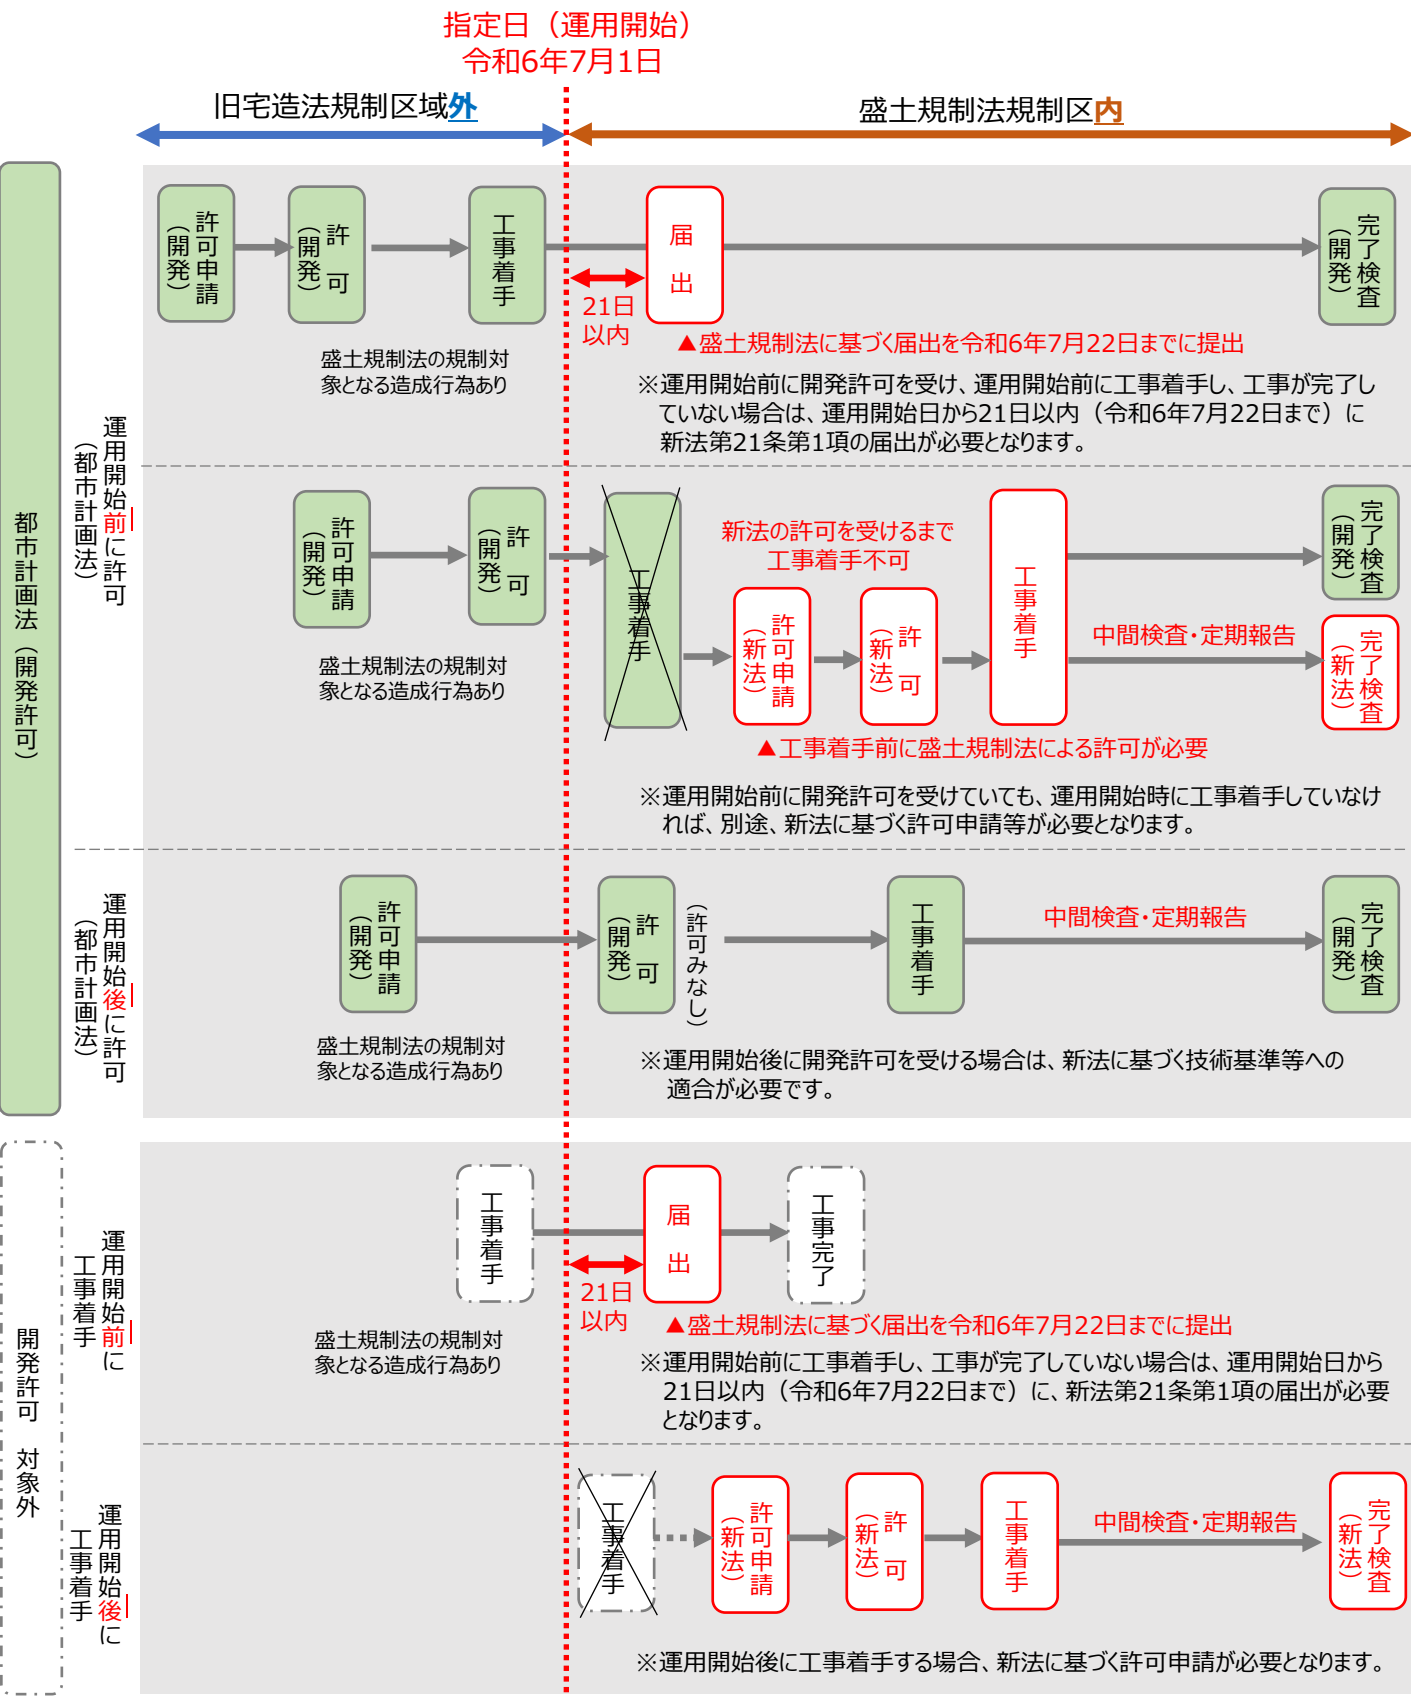 指定日（運用開始）
令和6年7月1日
旧宅造法規制区域外
盛土規制法規制区内
都市計画法（開発許可）
運用開始前に許可
（都市計画法）
許可申請
（開発）
許 可
（開発）
工事着手
21日
以内
届 出
完了検査
（開発）
▲盛土規制法に基づく届出を令和6年7月22日までに提出
盛土規制法の規制対
象となる造成行為あり
※運用開始前に開発許可を受け、運用開始前に工事着手し、工事が完了し
ていない場合は、運用開始日から21日以内（令和6年7月22日まで）に
新法第21条第1項の届出が必要となります。
許可申請
（開発）
許 可
（開発）
工事着手
新法の許可を受けるまで
工事着手不可
許可申請
（新法）
許 可
（新法）
工事着手
完了検査
（開発）
中間検査・定期報告
完了検査
（新法）
盛土規制法の規制対
象となる造成行為あり
▲工事着手前に盛土規制法による許可が必要
※運用開始前に開発許可を受けていても、運用開始時に工事着手していなけ
れば、別途、新法に基づく許可申請等が必要となります。
運用開始後に許可
（都市計画法）
許可申請
（開発）
許 可
（開発）
（許可みなし）
工事着手
中間検査・定期報告
完了検査
（開発）
盛土規制法の規制対
象となる造成行為あり
※運用開始後に開発許可を受ける場合は、新法に基づく技術基準等への
適合が必要です。
開発許可 対象外
運用開始前に
工事着手
工事着手
21日
以内
届 出
工事完了
▲盛土規制法に基づく届出を令和6年7月22日までに提出
盛土規制法の規制対
象となる造成行為あり
※運用開始前に工事着手し、工事が完了していない場合は、運用開始日から
21日以内（令和6年7月22日まで）に、新法第21条第1項の届出が必要
となります。
運用開始後に
工事着手
工事着手
許可申請
（新法）
許 可
（新法）
工事着手
中間検査・定期報告
完了検査
（新法）
※運用開始後に工事着手する場合、新法に基づく許可申請が必要となります。